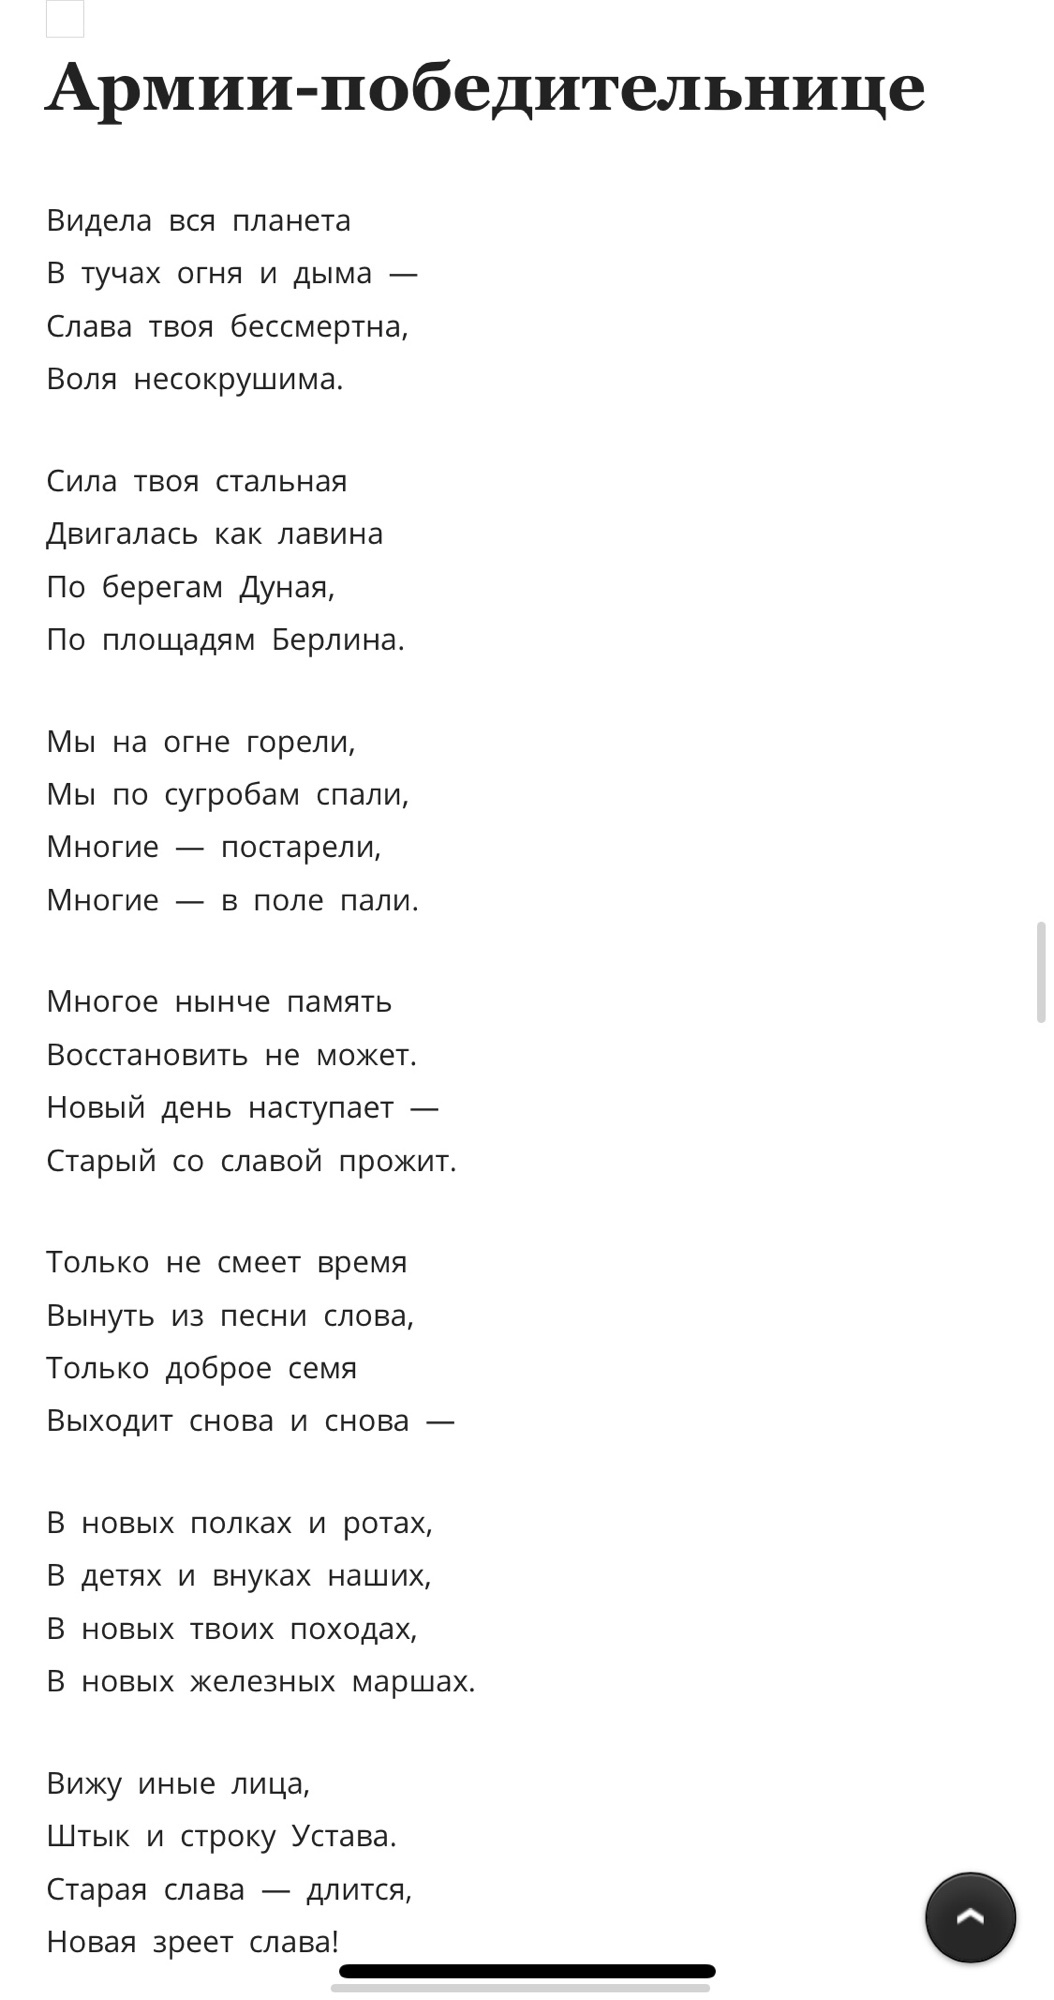 Армии-победительнице
Видела вся планета
В тучах огня и дыма —
Слава твоя бессмертна,
Воля несокрушима.
Сила твоя стальная
Двигалась как лавина
По берегам Дуная,
По площадям Берлина.
Мы на огне горели,
Мы по сугробам спали,
Многие — постарели,
Многие — в поле пали.
Многое нынче память
Восстановить не может.
Новый день наступает —
Старый со славой прожит.
Только не смеет время
Вынуть из песни слова,
Только доброе семя
Выходит снова и снова —
В новых полках и ротах,
В детях и внуках наших,
В новых твоих походах,
В новых железных маршах.
Вижу иные лица,
Штык и строку Устава.
Старая слава — длится,
Новая зреет слава!